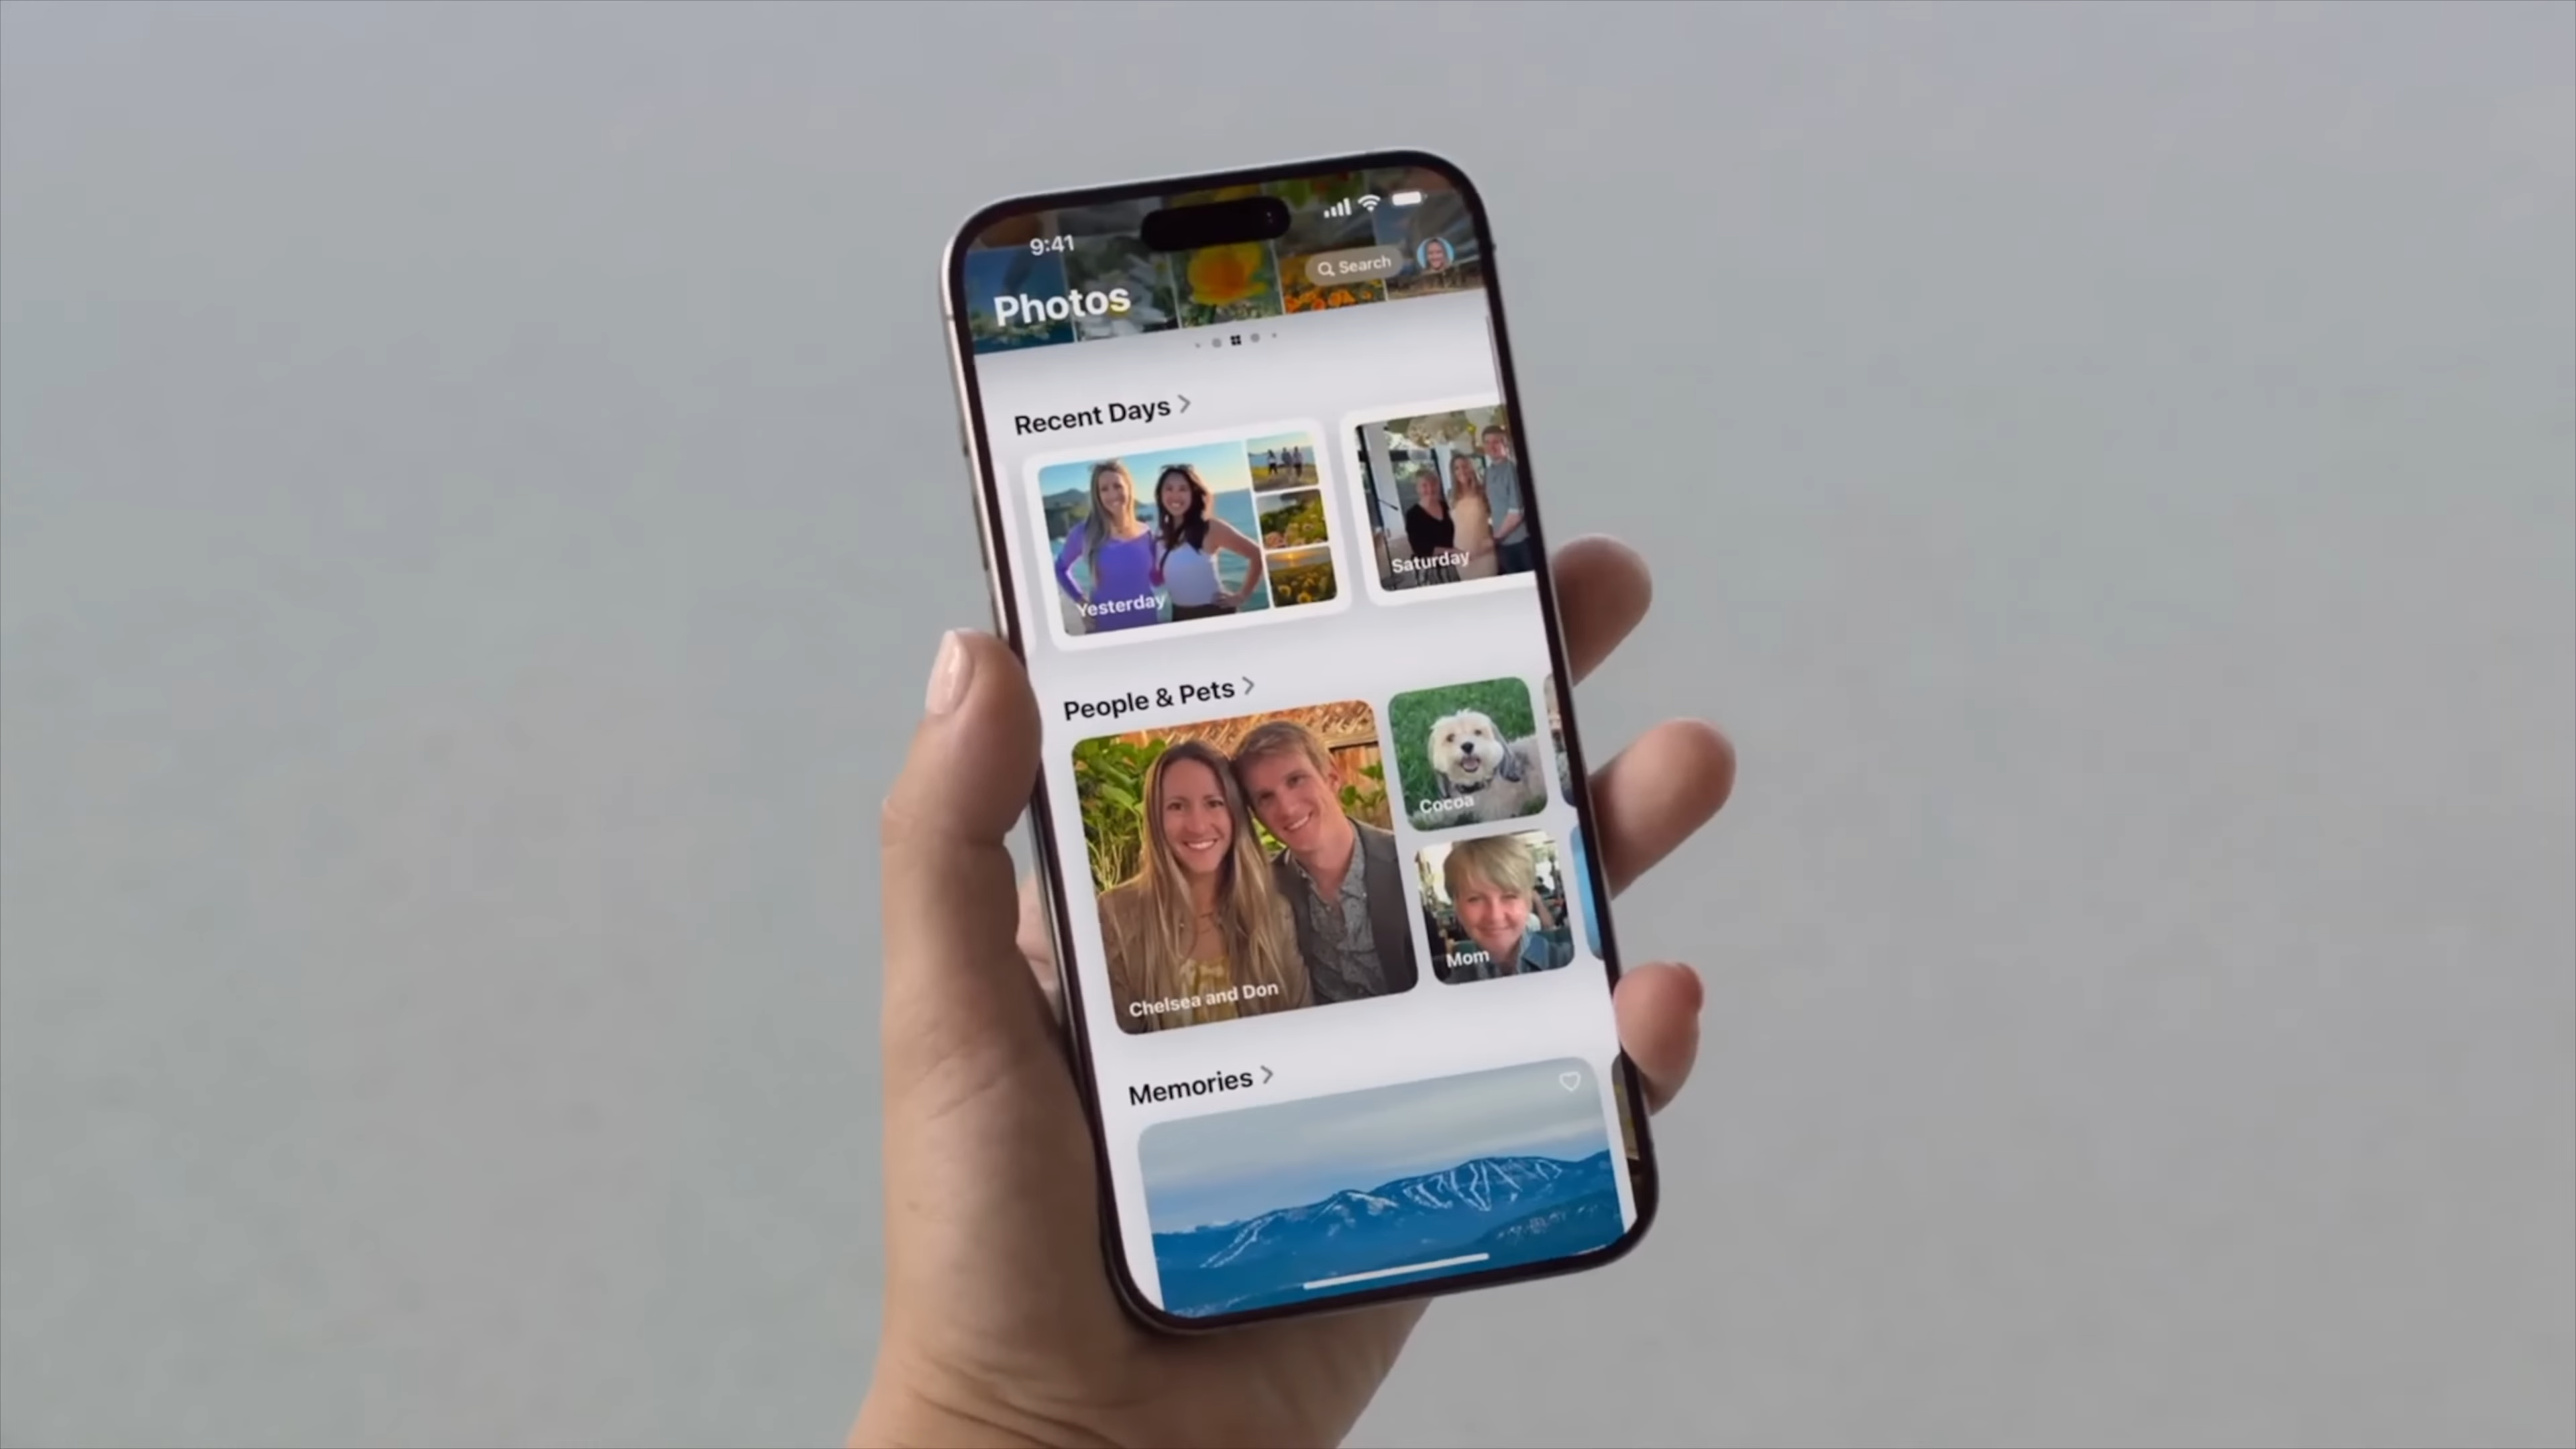 9:41
Search
Photos
Recent Days
Yesterday
Saturday
People & Pets
Cocoa
Chelsea and Don
Mom
Memories